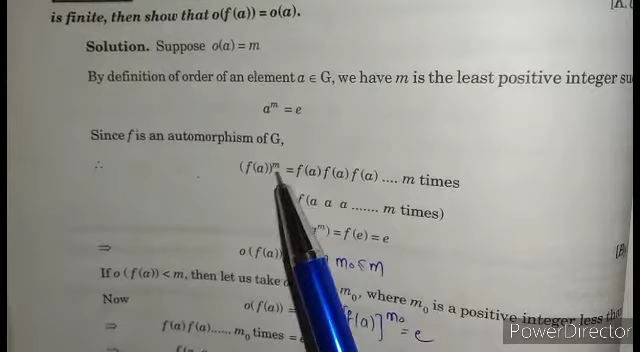 [A.
is finite, then show that o(f(a)) = o(a).
Solution. Suppose o(a) = m
By definition of order of an element a ∈ G, we have m is the least positive integer su
aᵐ = e
Since f is an automorphism of G,
∴ (f(a))ᵐ = f(a) f(a) f(a) .... m times
f(a a a ....... m times)
ᵐ) = f(e) = e
⇒ o(f(a)) m₀ ≤ m
If o(f(a)) < m, then let us take m₀, where m₀ is a positive integer less than
Now o(f(a)) =
⇒ f(a) f(a)...... m₀ times = e f(a)]ᵐ⁰ = e
PowerDirector